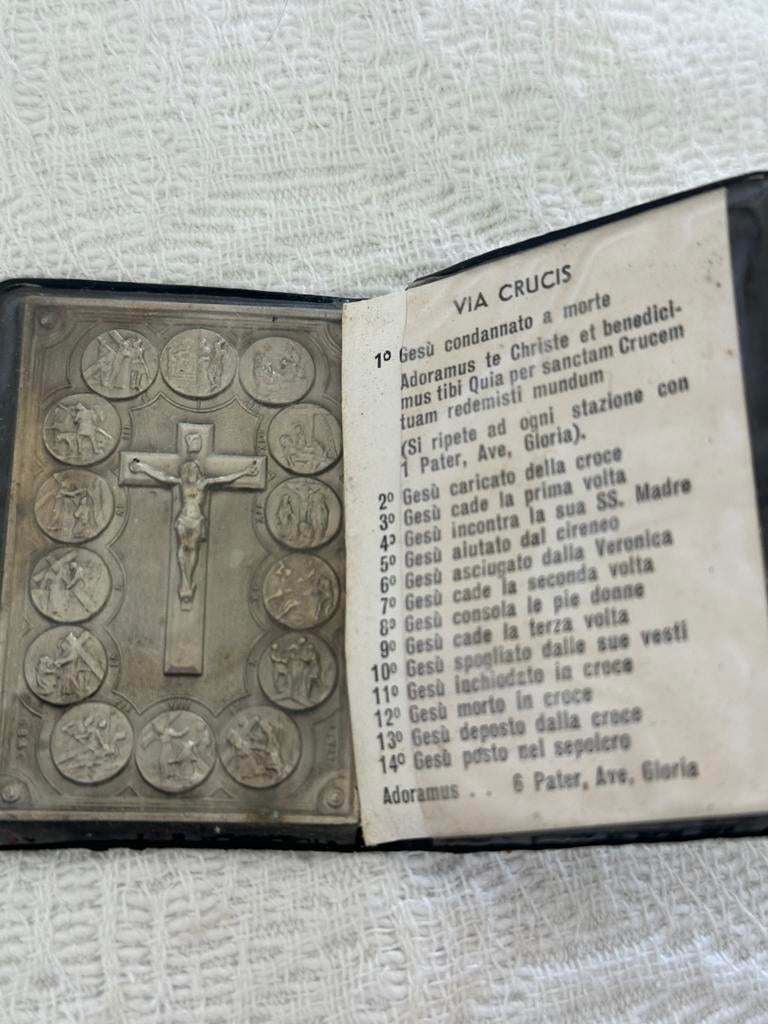 VIA CRUCIS
1º Gesù condannato a morte
Adoramus te Christe et benedici-
mus tibi Quia per sanctam Crucem
tuam redemisti mundum
(Si ripete ad ogni stazione con
1 Pater, Ave, Gloria).
2º Gesù caricato della croce
3º Gesù cade la prima volta
4º Gesù incontra la sua SS. Madre
5º Gesù aiutato dal cireneo
6º Gesù asciugato dalla Veronica
7º Gesù cade la seconda volta
8º Gesù consola le pie donne
9º Gesù cade la terza volta
10º Gesù spogliato dalle sue vesti
11º Gesù inchiodato in croce
12º Gesù morto in croce
13º Gesù deposto dalla croce
14º Gesù posto nel sepolcro
Adoramus . . 6 Pater, Ave, Gloria